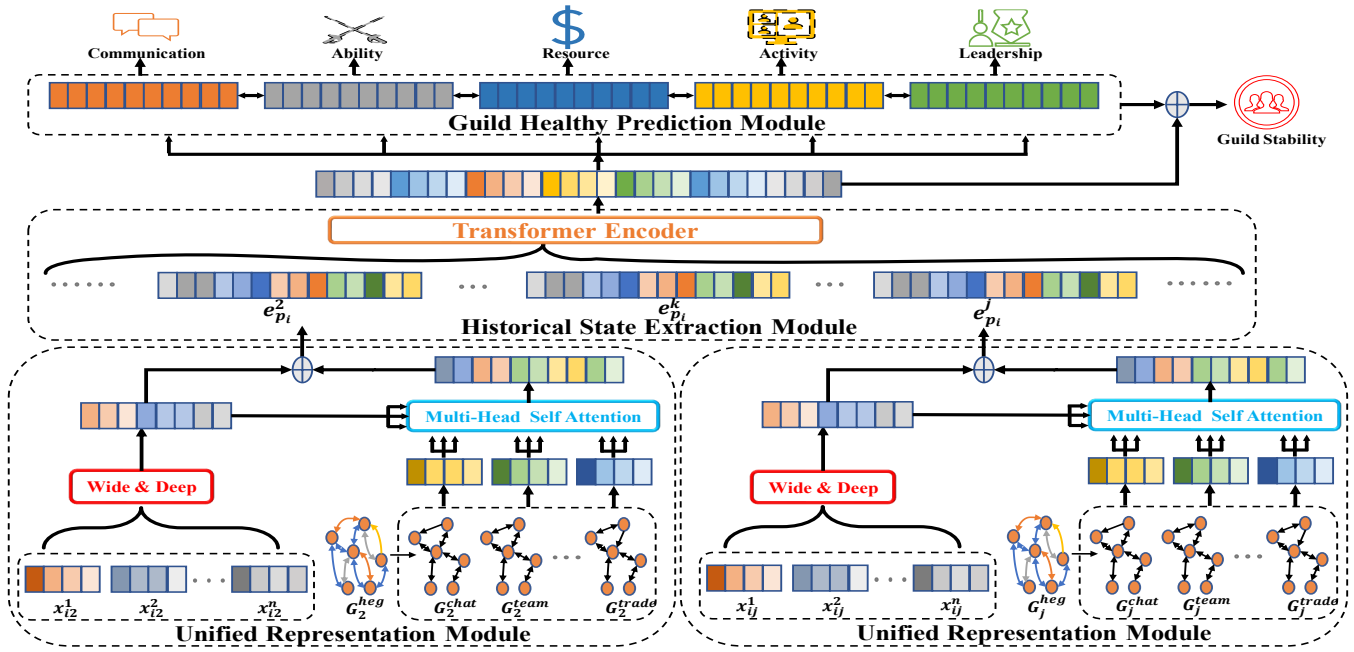 Communication Ability Resource Activity Leadership
Guild Healthy Prediction Module
Guild Stability
Transformer Encoder
...... ... ... ......
e_{p_i}^2 e_{p_i}^k e_{p_i}^j
Historical State Extraction Module
Multi-Head Self Attention Multi-Head Self Attention
Wide & Deep Wide & Deep
x_{i2}^1 x_{i2}^2 ... x_{i2}^n G_2^{heg} G_2^{chat} G_2^{team} ... G_2^{trade} x_{ij}^1 x_{ij}^2 ... x_{ij}^n G_j^{heg} G_j^{chat} G_j^{team} ... G_j^{trade}
Unified Representation Module Unified Representation Module